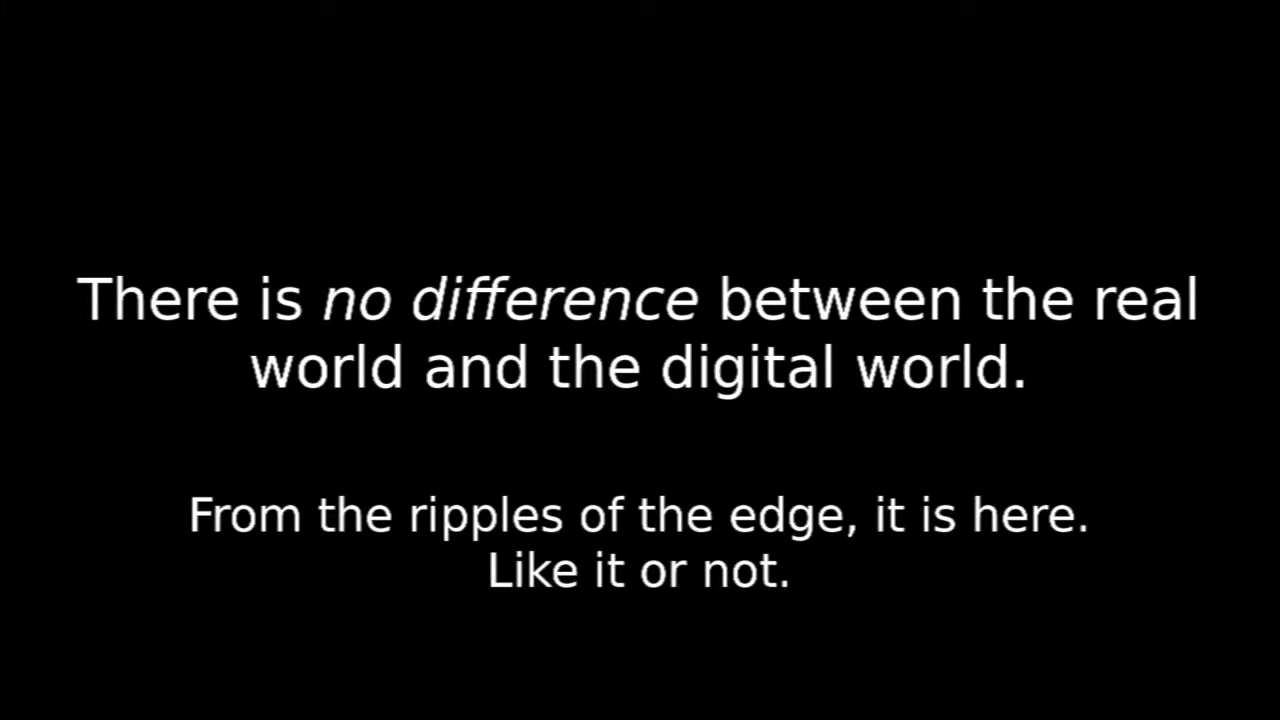 There is no difference between the real
world and the digital world.
From the ripples of the edge, it is here.
Like it or not.